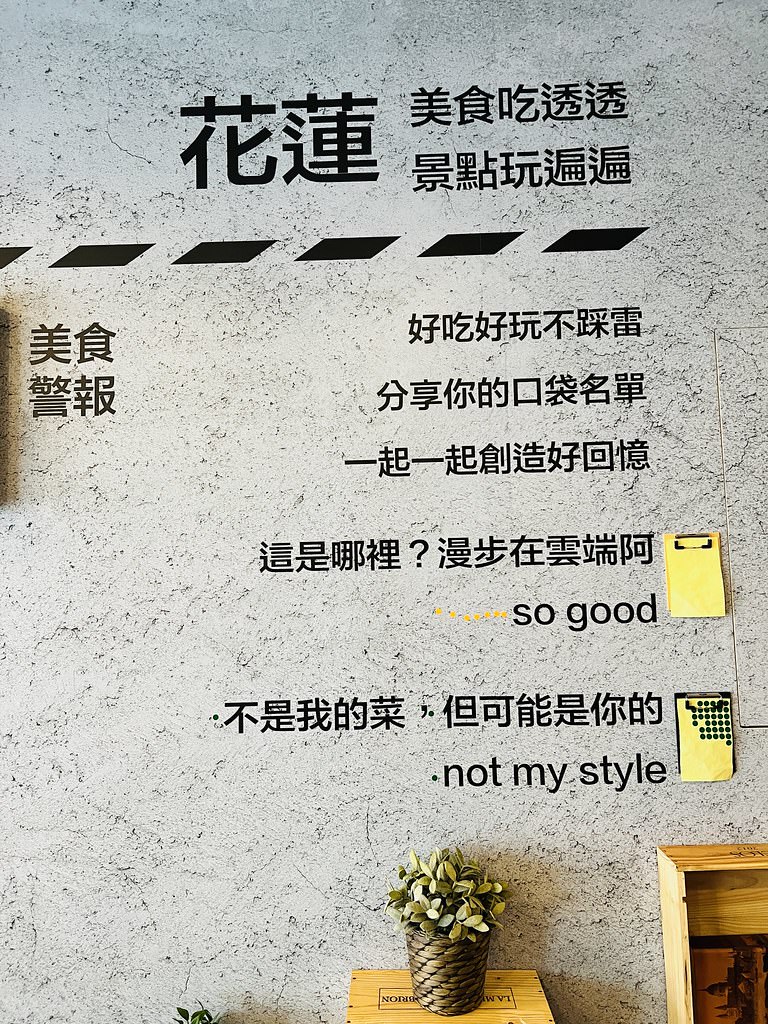 花蓮
美食吃透透
景點玩遍遍
美食
警報
好吃好玩不踩雷
分享你的口袋名單
一起一起創造好回憶
這是哪裡？漫步在雲端阿
so good
不是我的菜，但可能是你的
not my style